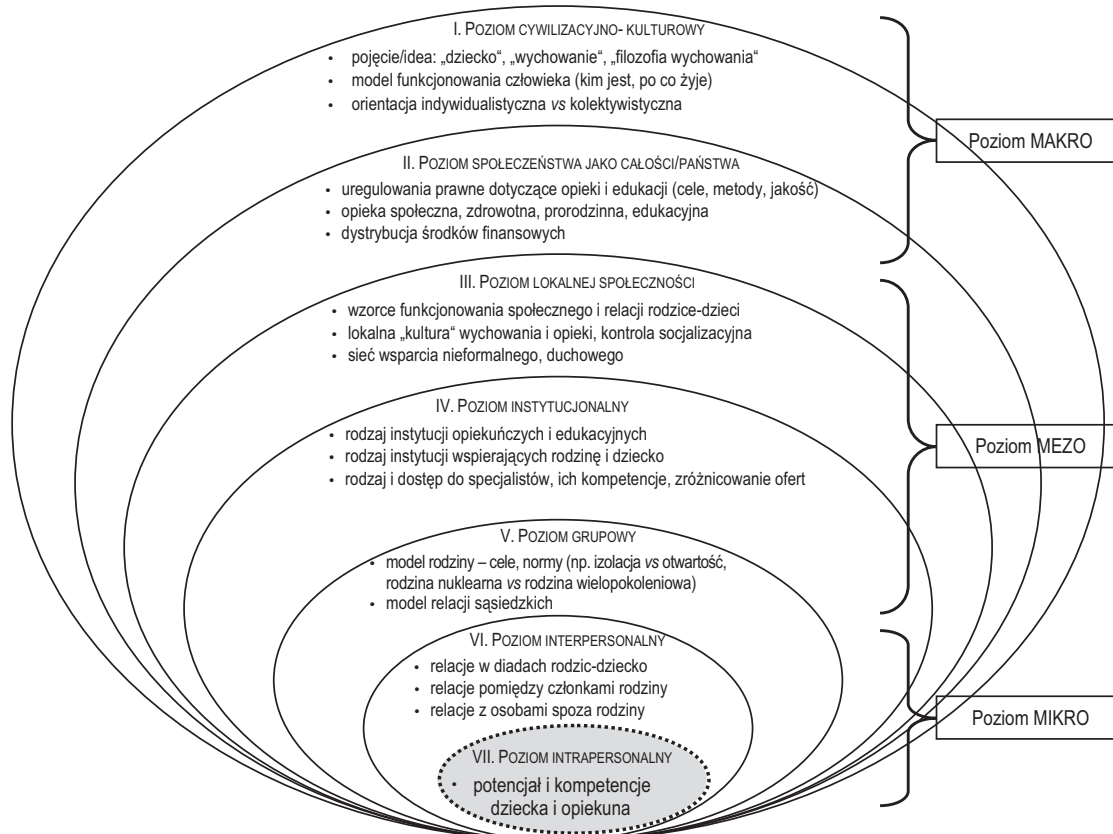 I. POZIOM CYWILIZACYJNO- KULTUROWY
• pojęcie/idea: „dziecko“, „wychowanie“, „filozofia wychowania“
• model funkcjonowania człowieka (kim jest, po co żyje)
• orientacja indywidualistyczna vs kolektywistyczna
Poziom MAKRO
II. POZIOM SPOŁECZEŃSTWA JAKO CAŁOŚCI/PAŃSTWA
• uregulowania prawne dotyczące opieki i edukacji (cele, metody, jakość)
• opieka społeczna, zdrowotna, prorodzinna, edukacyjna
• dystrybucja środków finansowych
III. POZIOM LOKALNEJ SPOŁECZNOŚCI
• wzorce funkcjonowania społecznego i relacji rodzice-dzieci
• lokalna „kultura“ wychowania i opieki, kontrola socjalizacyjna
• sieć wsparcia nieformalnego, duchowego
IV. POZIOM INSTYTUCJONALNY
• rodzaj instytucji opiekuńczych i edukacyjnych
• rodzaj instytucji wspierających rodzinę i dziecko
• rodzaj i dostęp do specjalistów, ich kompetencje, zróżnicowanie ofert
Poziom MEZO
V. POZIOM GRUPOWY
• model rodziny – cele, normy (np. izolacja vs otwartość,
rodzina nuklearna vs rodzina wielopokoleniowa)
• model relacji sąsiedzkich
VI. POZIOM INTERPERSONALNY
• relacje w diadach rodzic-dziecko
• relacje pomiędzy członkami rodziny
• relacje z osobami spoza rodziny
Poziom MIKRO
VII. POZIOM INTRAPERSONALNY
• potencjał i kompetencje
dziecka i opiekuna